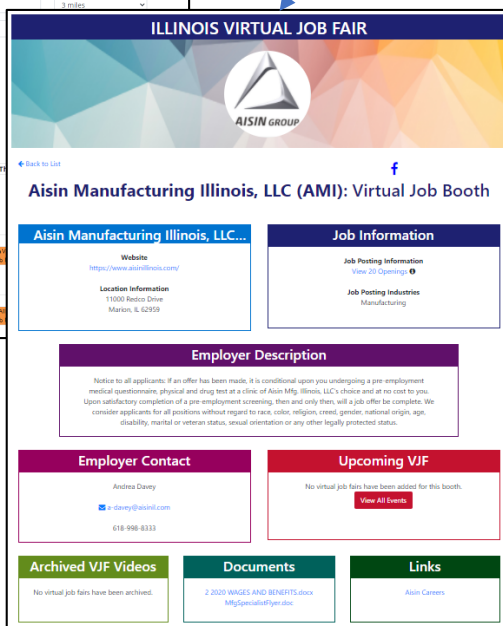 3 miles
ILLINOIS VIRTUAL JOB FAIR
AISIN GROUP
Back to List
Aisin Manufacturing Illinois, LLC (AMI): Virtual Job Booth
Aisin Manufacturing Illinois, LLC...
Website
https://www.aisinillinois.com/
Location Information
11000 Redco Drive
Marion, IL 62959
Job Information
Job Posting Information
View 20 Openings
Job Posting Industries
Manufacturing
Employer Description
Notice to all applicants: If an offer has been made, it is conditional upon you undergoing a pre-employment
medical questionnaire, physical and drug test at a clinic of Aisin Mfg. Illinois, LLC's choice and at no cost to you.
Upon satisfactory completion of a pre-employment screening, then and only then, will a job offer be complete. We
consider applicants for all positions without regard to race, color, religion, creed, gender, national origin, age,
disability, marital or veteran status, sexual orientation or any other legally protected status.
Employer Contact
Andrea Davey
a-davey@aisinil.com
618-998-8333
Upcoming VJF
No virtual job fairs have been added for this booth.
View All Events
Archived VJF Videos
No virtual job fairs have been archived.
Documents
2 2020 WAGES AND BENEFITS.docx
MfgSpecialistFlyer.doc
Links
Aisin Careers